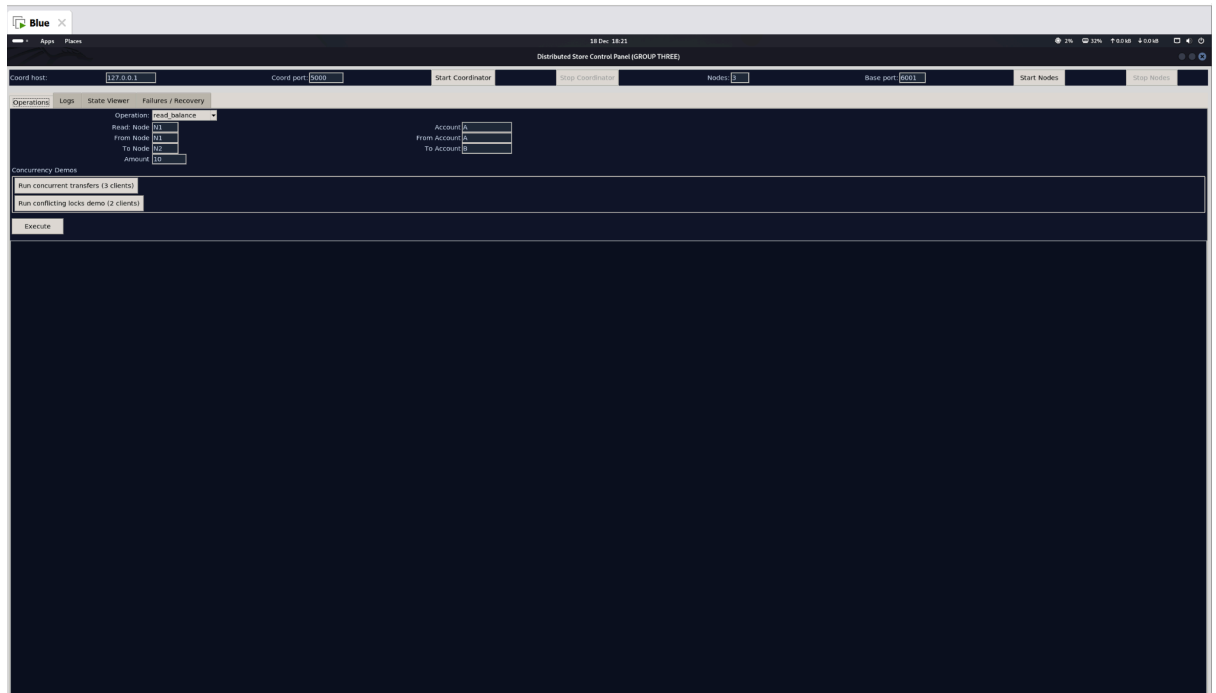 Blue
Apps Places 18 Dec 18:21 2% 32% ↑ 0.0 kB ↓ 0.0 kB
Distributed Store Control Panel (GROUP THREE)
Coord host: 127.0.0.1 Coord port: 5000 Start Coordinator Stop Coordinator Nodes: 3 Base port: 6001 Start Nodes Stop Nodes
Operations Logs State Viewer Failures / Recovery
Operation: read_balance
Read: Node N1 Account A
From Node N1 From Account A
To Node N2 To Account B
Amount 10
Concurrency Demos
Run concurrent transfers (3 clients)
Run conflicting locks demo (2 clients)
Execute